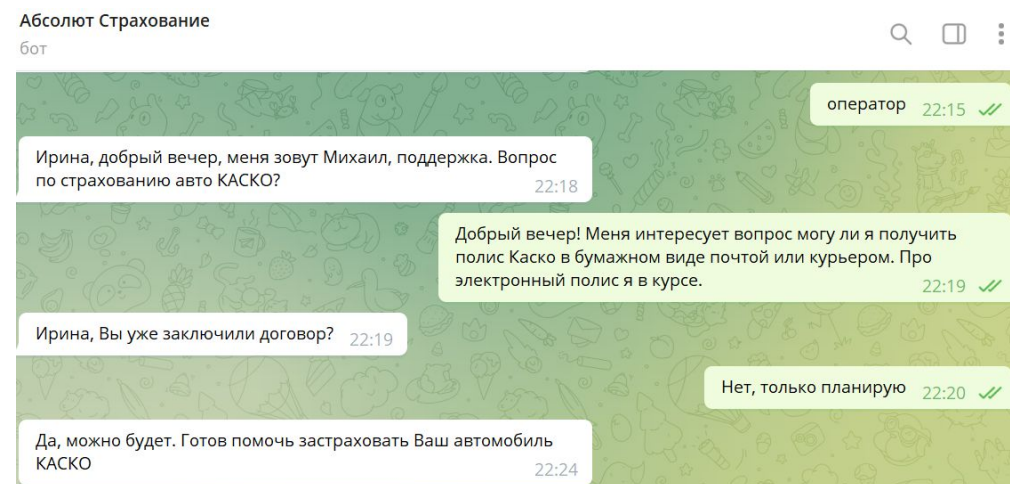 Абсолют Страхование
бот
оператор 22:15
Ирина, добрый вечер, меня зовут Михаил, поддержка. Вопрос
по страхованию авто КАСКО? 22:18
Добрый вечер! Меня интересует вопрос могу ли я получить
полис Каско в бумажном виде почтой или курьером. Про
электронный полис я в курсе. 22:19
Ирина, Вы уже заключили договор? 22:19
Нет, только планирую 22:20
Да, можно будет. Готов помочь застраховать Ваш автомобиль
КАСКО 22:24